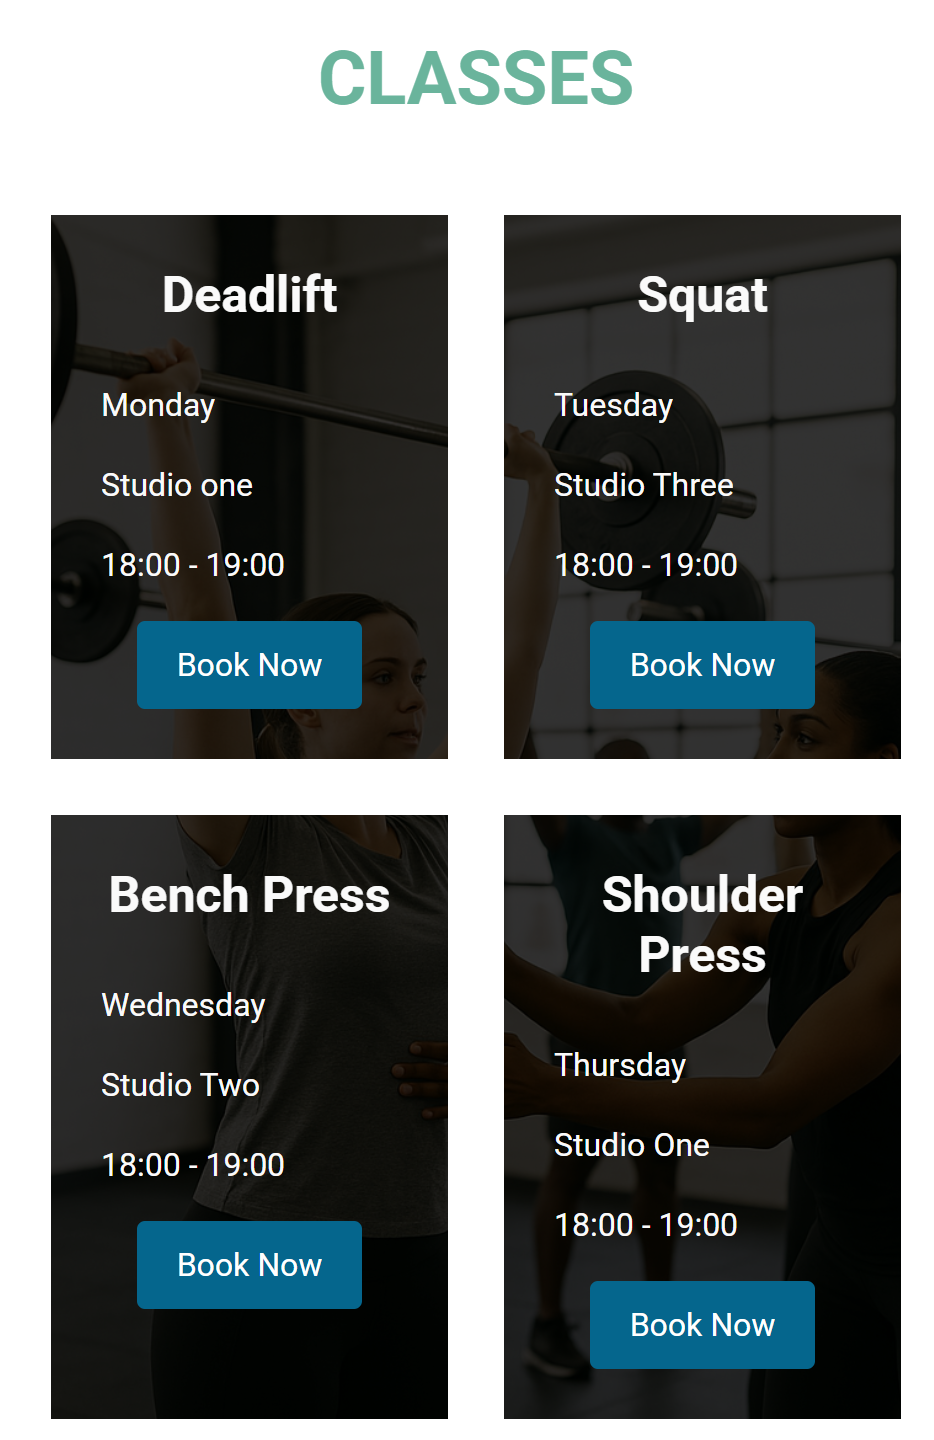 CLASSES
Deadlift
Monday
Studio one
18:00 - 19:00
Book Now
Squat
Tuesday
Studio Three
18:00 - 19:00
Book Now
Bench Press
Wednesday
Studio Two
18:00 - 19:00
Book Now
Shoulder
Press
Thursday
Studio One
18:00 - 19:00
Book Now